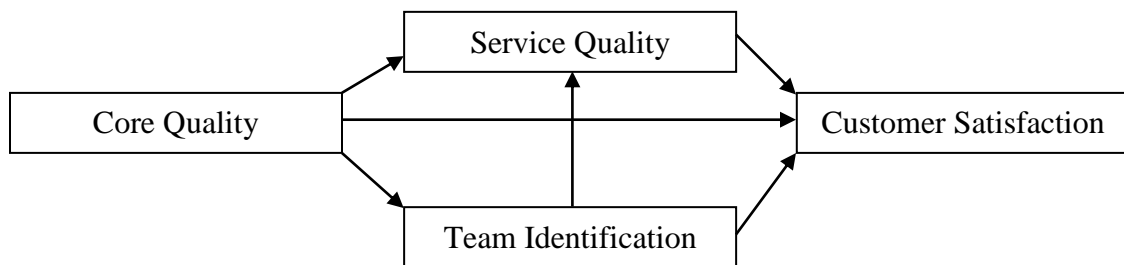 Service Quality
Core Quality
Customer Satisfaction
Team Identification